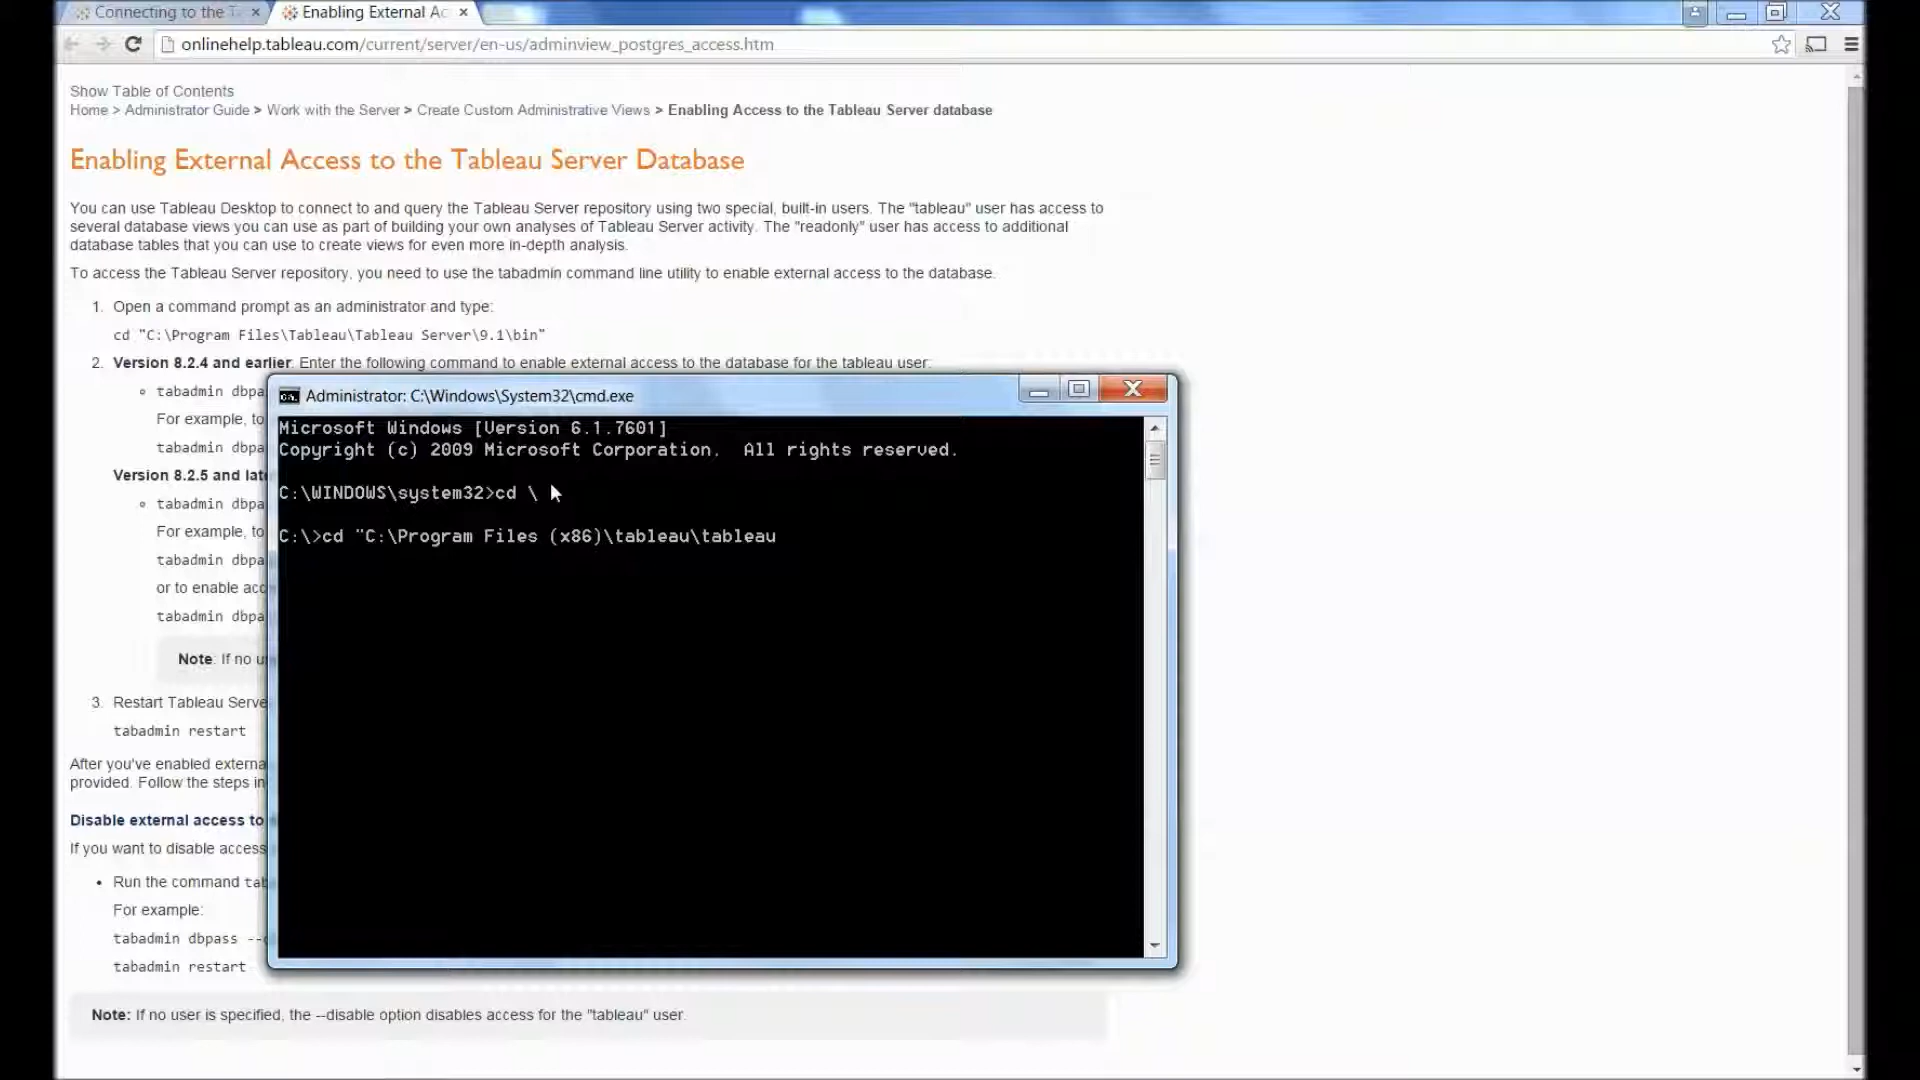 Connecting to the T
Enabling External Ac
onlinehelp.tableau.com/current/server/en-us/adminview_postgres_access.htm
Show Table of Contents
Home > Administrator Guide > Work with the Server > Create Custom Administrative Views > Enabling Access to the Tableau Server database
Enabling External Access to the Tableau Server Database
You can use Tableau Desktop to connect to and query the Tableau Server repository using two special, built-in users. The "tableau" user has access to
several database views you can use as part of building your own analyses of Tableau Server activity. The "readonly" user has access to additional
database tables that you can use to create views for even more in-depth analysis.
To access the Tableau Server repository, you need to use the tabadmin command line utility to enable external access to the database.
1. Open a command prompt as an administrator and type:
cd "C:\Program Files\Tableau\Tableau Server\9.1\bin"
2. Version 8.2.4 and earlier: Enter the following command to enable external access to the database for the tableau user:
tabadmin dbpa
For example, to
tabadmin dbpa
Version 8.2.5 and late
tabadmin dbpa
For example, to
tabadmin dbpa
or to enable acc
tabadmin dbpa
Note: If no u
3. Restart Tableau Serve
tabadmin restart
After you've enabled externa
provided. Follow the steps in
Disable external access to
If you want to disable access
Run the command tab
For example:
tabadmin dbpass --d
tabadmin restart
Note: If no user is specified, the --disable option disables access for the "tableau" user.
Administrator: C:\Windows\System32\cmd.exe
Microsoft Windows [Version 6.1.7601]
Copyright (c) 2009 Microsoft Corporation. All rights reserved.
C:\WINDOWS\system32>cd \
C:\>cd "C:\Program Files (x86)\tableau\tableau